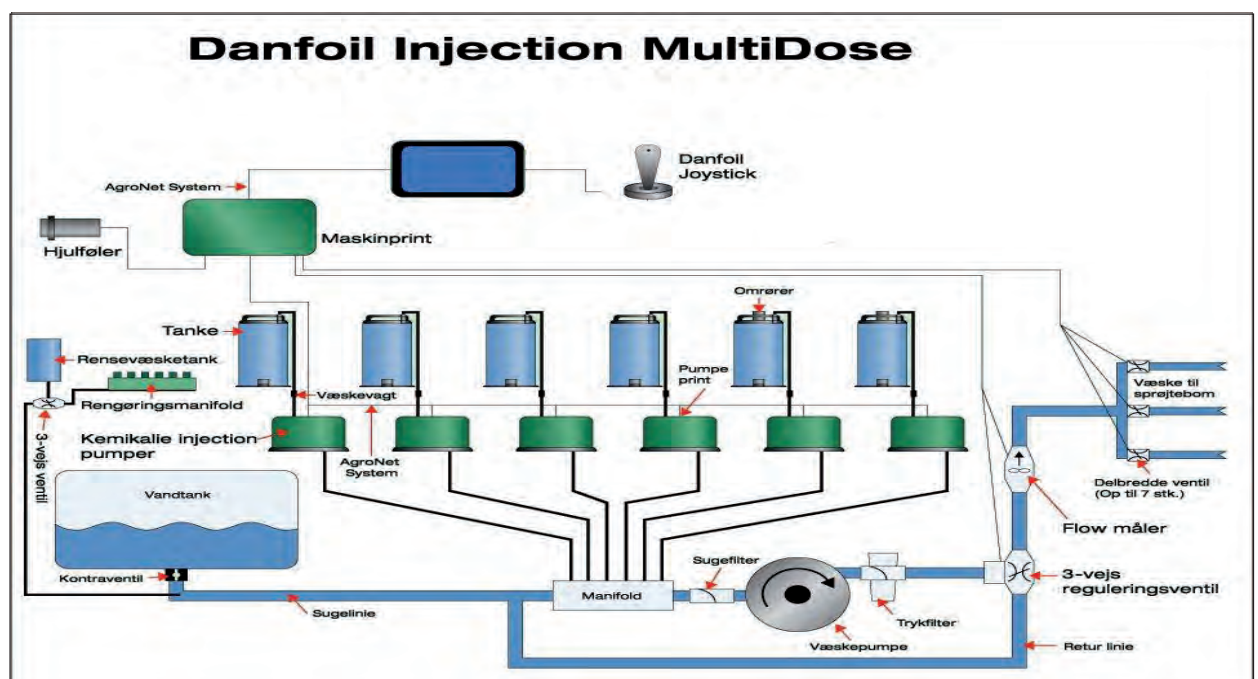 Danfoil Injection MultiDose
Danfoil
Joystick
AgroNet System
Maskinprint
Hjulføler
Omrører
Tanke
Rensevæsketank
Pumpe
print
Væske til
sprøjtebom
Væskevagt
Rengøringsmanifold
3-vejs ventil
Kemikalie injection
pumper
AgroNet
System
Delbredde ventil
(Op til 7 stk.)
Vandtank
Flow måler
Sugefilter
Kontraventil
3-vejs
reguleringsventil
Manifold
Sugelinie
Trykfilter
Væskepumpe
Retur linie